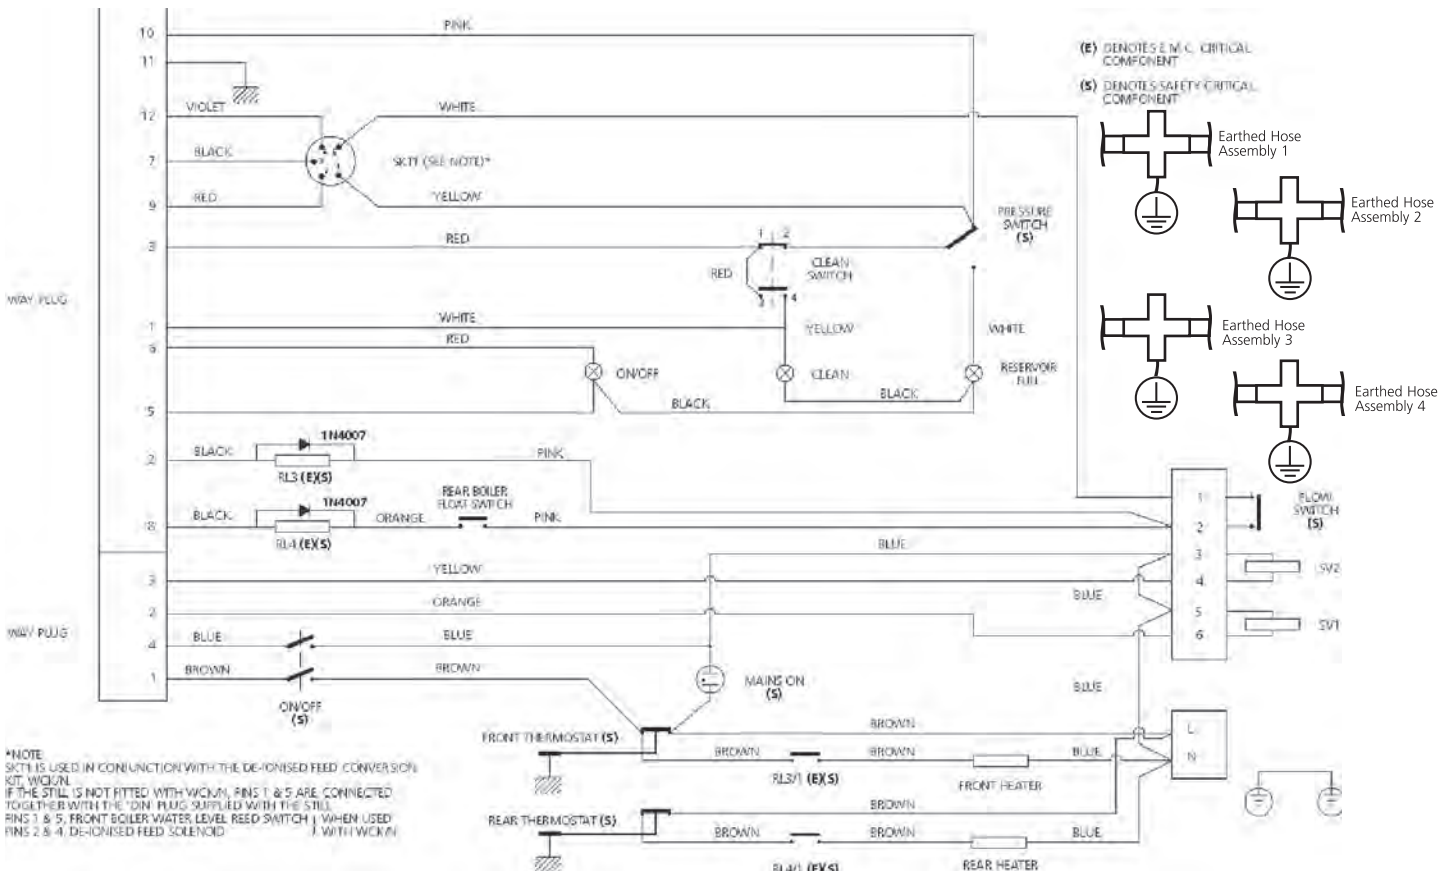 10
PINK
(E) DENOTES E.M.C. CRITICAL
COMPONENT
11
(S) DENOTES SAFETY CRITICAL
COMPONENT
VIOLET
WHITE
12
Earthed Hose
Assembly 1
BLACK
7
SKT1 (SEE NOTE)*
RED
YELLOW
9
PRESSURE
SWITCH
(S)
Earthed Hose
Assembly 2
3
RED
1 2
CLEAN
SWITCH
RED
3 4
WAY PLUG
WHITE
1
YELLOW
WHITE
Earthed Hose
Assembly 3
RED
6
ON/OFF
CLEAN
RESERVOIR
FULL
BLACK
BLACK
5
Earthed Hose
Assembly 4
1N4007
BLACK
2
PINK
RL3 (E)(S)
1N4007
REAR BOILER
FLOAT SWITCH
BLACK
ORANGE
PINK
8
RL4 (E)(S)
1
2
FLOW
SWITCH
(S)
BLUE
3
YELLOW
3
4
SV2
BLUE
ORANGE
2
5
SV1
6
WAY PLUG
BLUE
BLUE
4
BROWN
BROWN
1
MAINS ON
(S)
BLUE
ON/OFF
(S)
FRONT THERMOSTAT (S)
BROWN
L
BROWN
BROWN
BLUE
N
RL3/1 (E)(S)
FRONT HEATER
BROWN
REAR THERMOSTAT (S)
BROWN
BROWN
BLUE
RL4/1 (E)(S)
REAR HEATER
*NOTE
SKT1 IS USED IN CONJUNCTION WITH THE DE-IONISED FEED CONVERSION
KIT, WCK/N.
IF THE STILL IS NOT FITTED WITH WCK/N, PINS 1 & 5 ARE CONNECTED
TOGETHER WITH THE 'DIN' PLUG SUPPLIED WITH THE STILL
PINS 1 & 5, FRONT BOILER WATER LEVEL REED SWITCH } WHEN USED
PINS 2 & 4, DE-IONISED FEED SOLENOID } WITH WCK/N